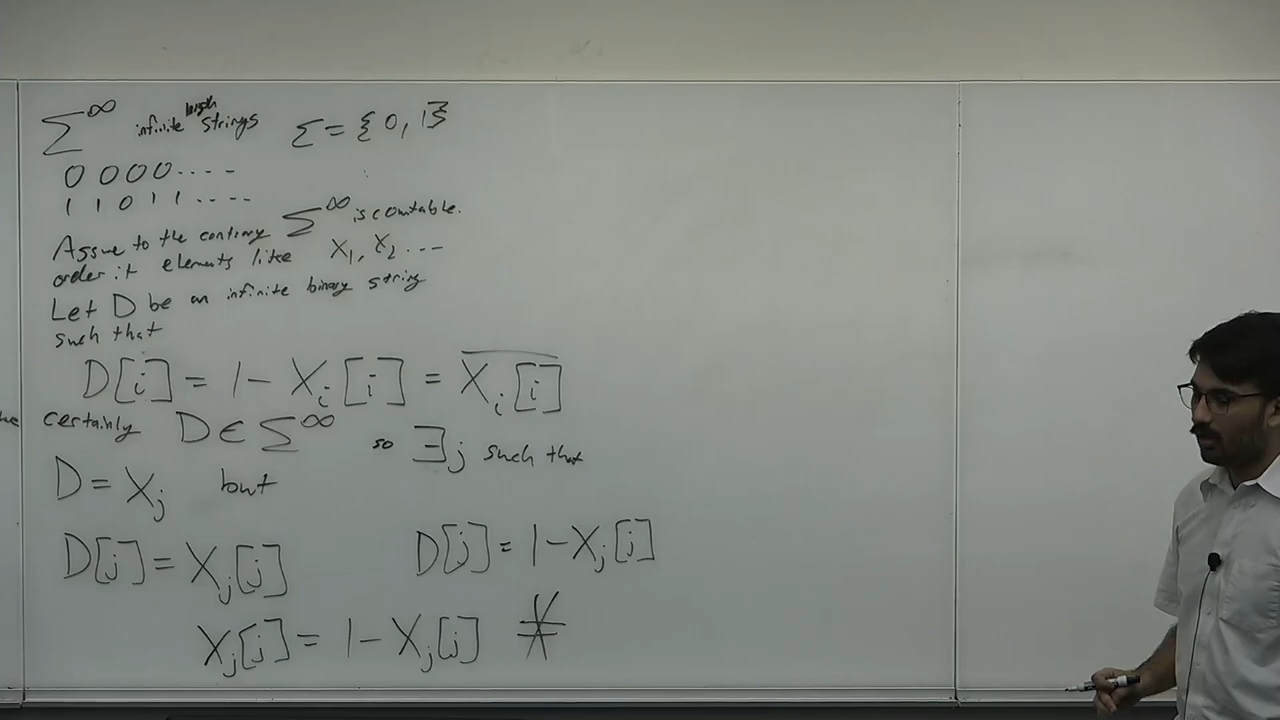 Σ^∞ infinite length strings Σ = {0, 1}
0 0 0 0 . . . .
1 1 0 1 1 . . . .
Assume to the contrary Σ^∞ is countable.
order it elements like X₁, X₂ ...
Let D be an infinite binary string
such that
D[i] = 1 - X_i[i] = \overline{X_i[i]}
certainly D ∈ Σ^∞ so ∃j such that
D = X_j but
D[j] = X_j[j] D[j] = 1 - X_j[j]
X_j[j] = 1 - X_j[j] ※